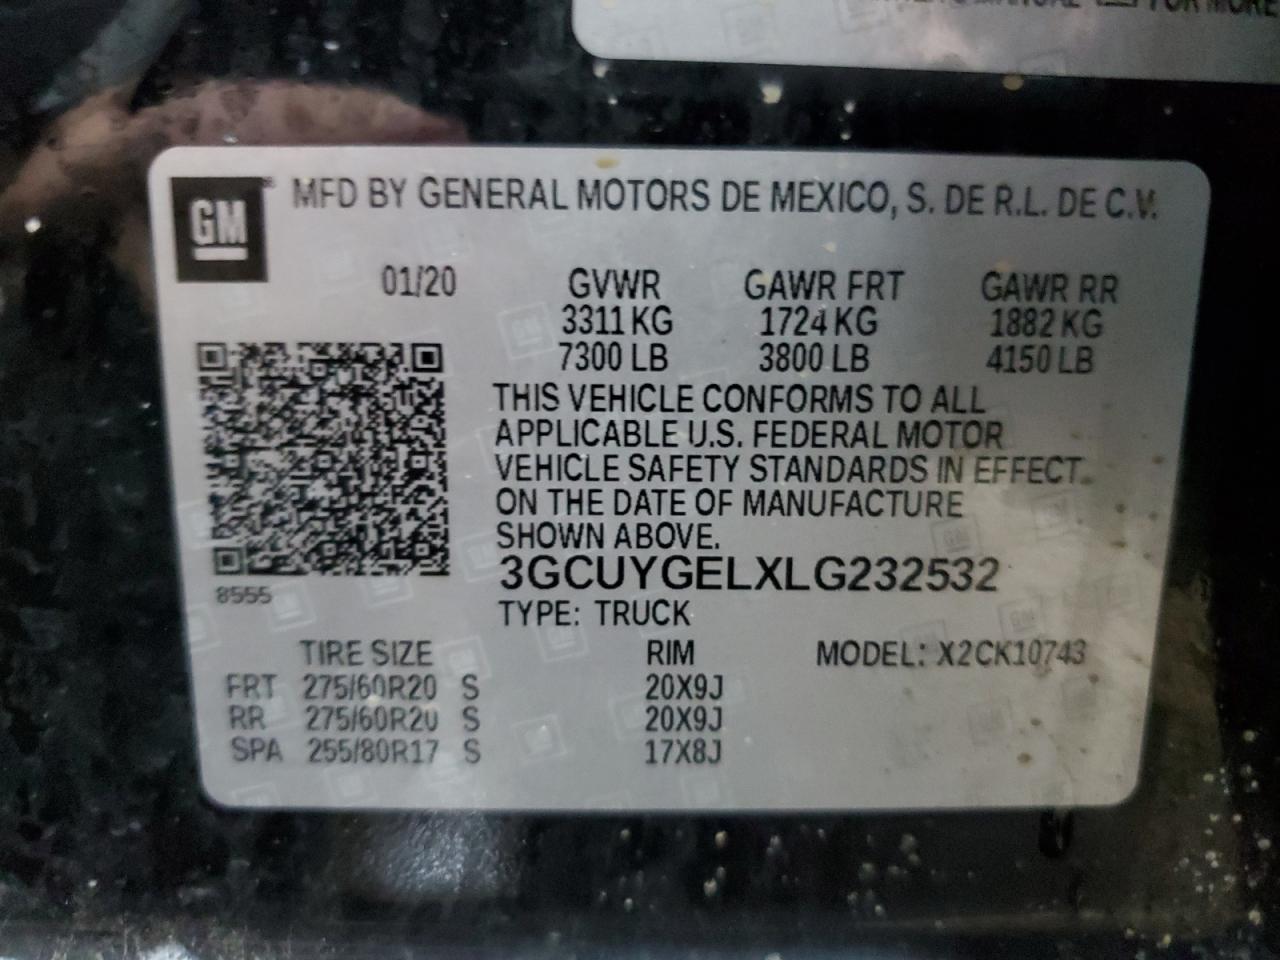 MANUAL
FOR MORE
GM
MFD BY GENERAL MOTORS DE MEXICO, S. DE R.L. DE C.V.
01/20 GVWR GAWR FRT GAWR RR
3311 KG 1724 KG 1882 KG
7300 LB 3800 LB 4150 LB
THIS VEHICLE CONFORMS TO ALL
APPLICABLE U.S. FEDERAL MOTOR
VEHICLE SAFETY STANDARDS IN EFFECT
ON THE DATE OF MANUFACTURE
SHOWN ABOVE.
3GCUYGELXLG232532
8555
TYPE: TRUCK
TIRE SIZE RIM MODEL: X2CK10743
FRT 275/60R20 S 20X9J
RR 275/60R20 S 20X9J
SPA 255/80R17 S 17X8J